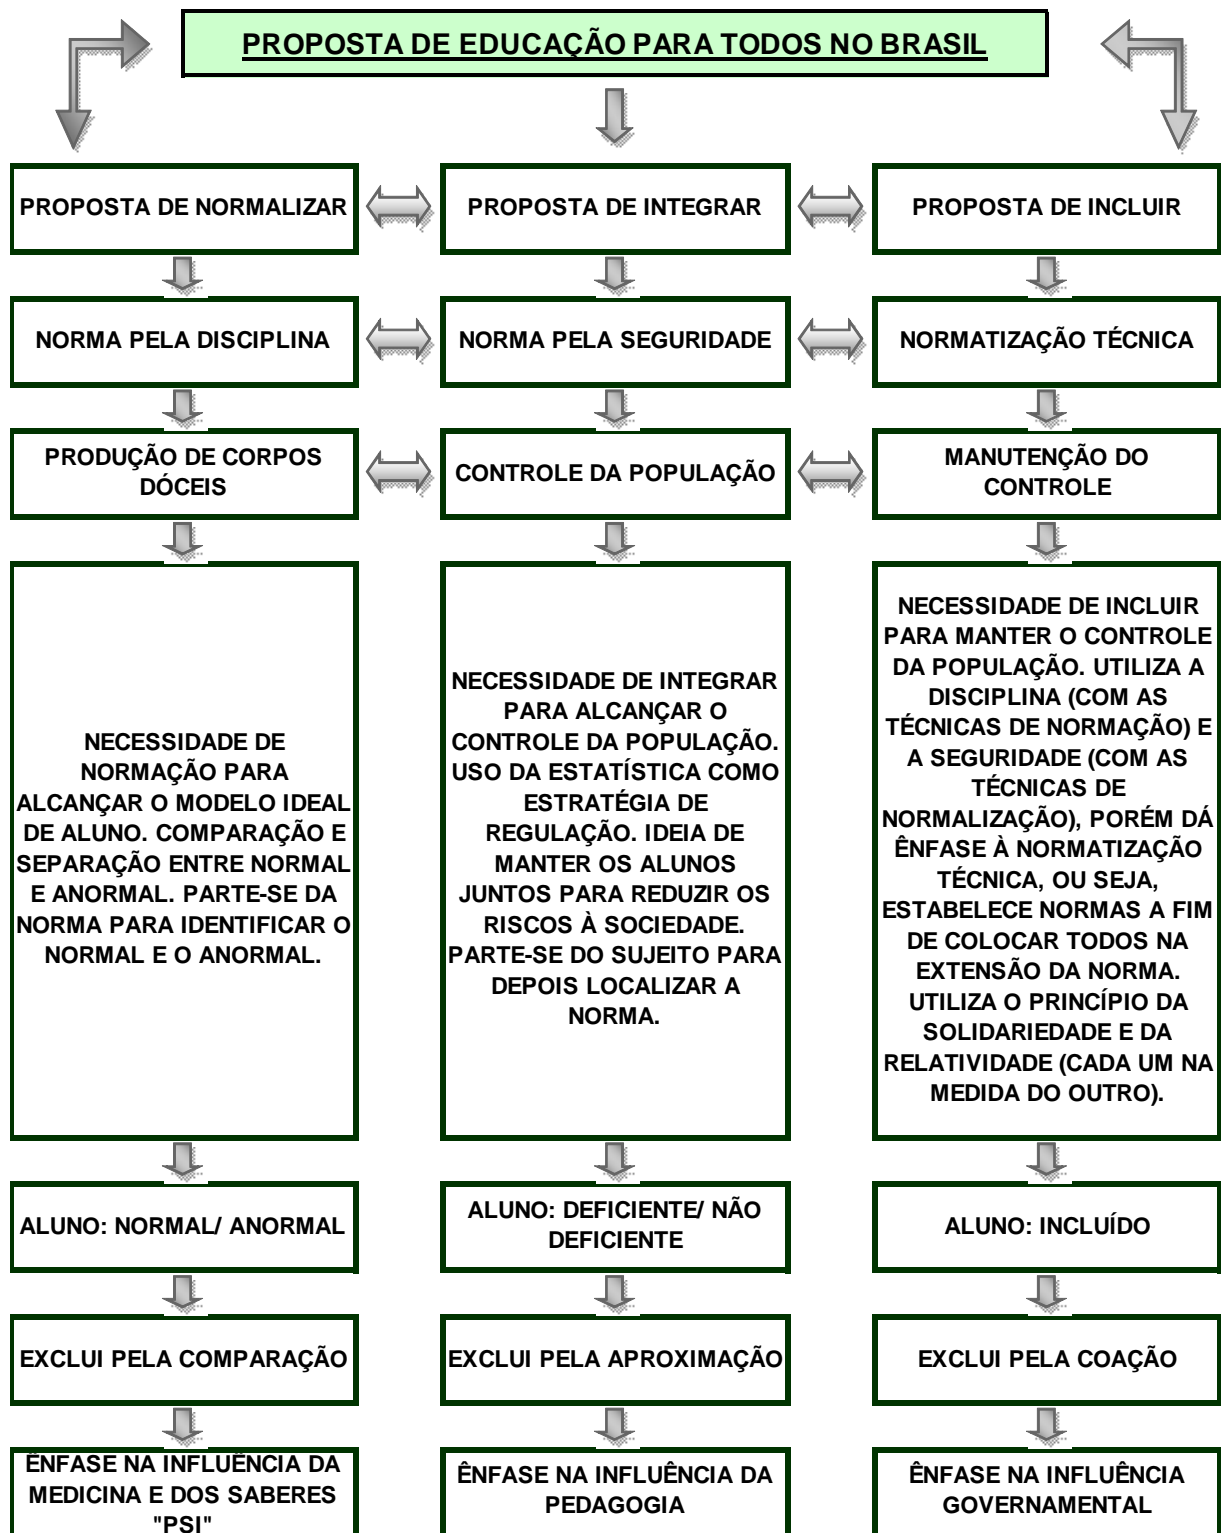 PROPOSTA DE EDUCAÇÃO PARA TODOS NO BRASIL
PROPOSTA DE NORMALIZAR
PROPOSTA DE INTEGRAR
PROPOSTA DE INCLUIR
NORMA PELA DISCIPLINA
NORMA PELA SEGURIDADE
NORMATIZAÇÃO TÉCNICA
PRODUÇÃO DE CORPOS
DÓCEIS
CONTROLE DA POPULAÇÃO
MANUTENÇÃO DO
CONTROLE
NECESSIDADE DE
NORMAÇÃO PARA
ALCANÇAR O MODELO IDEAL
DE ALUNO. COMPARAÇÃO E
SEPARAÇÃO ENTRE NORMAL
E ANORMAL. PARTE-SE DA
NORMA PARA IDENTIFICAR O
NORMAL E O ANORMAL.
NECESSIDADE DE INTEGRAR
PARA ALCANÇAR O
CONTROLE DA POPULAÇÃO.
USO DA ESTATÍSTICA COMO
ESTRATÉGIA DE
REGULAÇÃO. IDEIA DE
MANTER OS ALUNOS
JUNTOS PARA REDUZIR OS
RISCOS À SOCIEDADE.
PARTE-SE DO SUJEITO PARA
DEPOIS LOCALIZAR A
NORMA.
NECESSIDADE DE INCLUIR
PARA MANTER O CONTROLE
DA POPULAÇÃO. UTILIZA A
DISCIPLINA (COM AS
TÉCNICAS DE NORMAÇÃO) E
A SEGURIDADE (COM AS
TÉCNICAS DE
NORMALIZAÇÃO), PORÉM DÁ
ÊNFASE À NORMATIZAÇÃO
TÉCNICA, OU SEJA,
ESTABELECE NORMAS A FIM
DE COLOCAR TODOS NA
EXTENSÃO DA NORMA.
UTILIZA O PRINCÍPIO DA
SOLIDARIEDADE E DA
RELATIVIDADE (CADA UM NA
MEDIDA DO OUTRO).
ALUNO: NORMAL/ ANORMAL
ALUNO: DEFICIENTE/ NÃO
DEFICIENTE
ALUNO: INCLUÍDO
EXCLUI PELA COMPARAÇÃO
EXCLUI PELA APROXIMAÇÃO
EXCLUI PELA COAÇÃO
ÊNFASE NA INFLUÊNCIA DA
MEDICINA E DOS SABERES
"PSI"
ÊNFASE NA INFLUÊNCIA DA
PEDAGOGIA
ÊNFASE NA INFLUÊNCIA
GOVERNAMENTAL